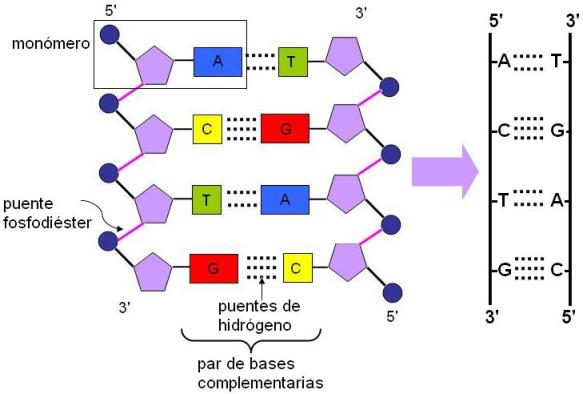 5'
3'
monómero
A
T
C
G
T
A
G
C
puente
fosfodiéster
3'
5'
puentes de
hidrógeno
par de bases
complementarias
5'
3'
A
T
C
G
T
A
G
C
3'
5'